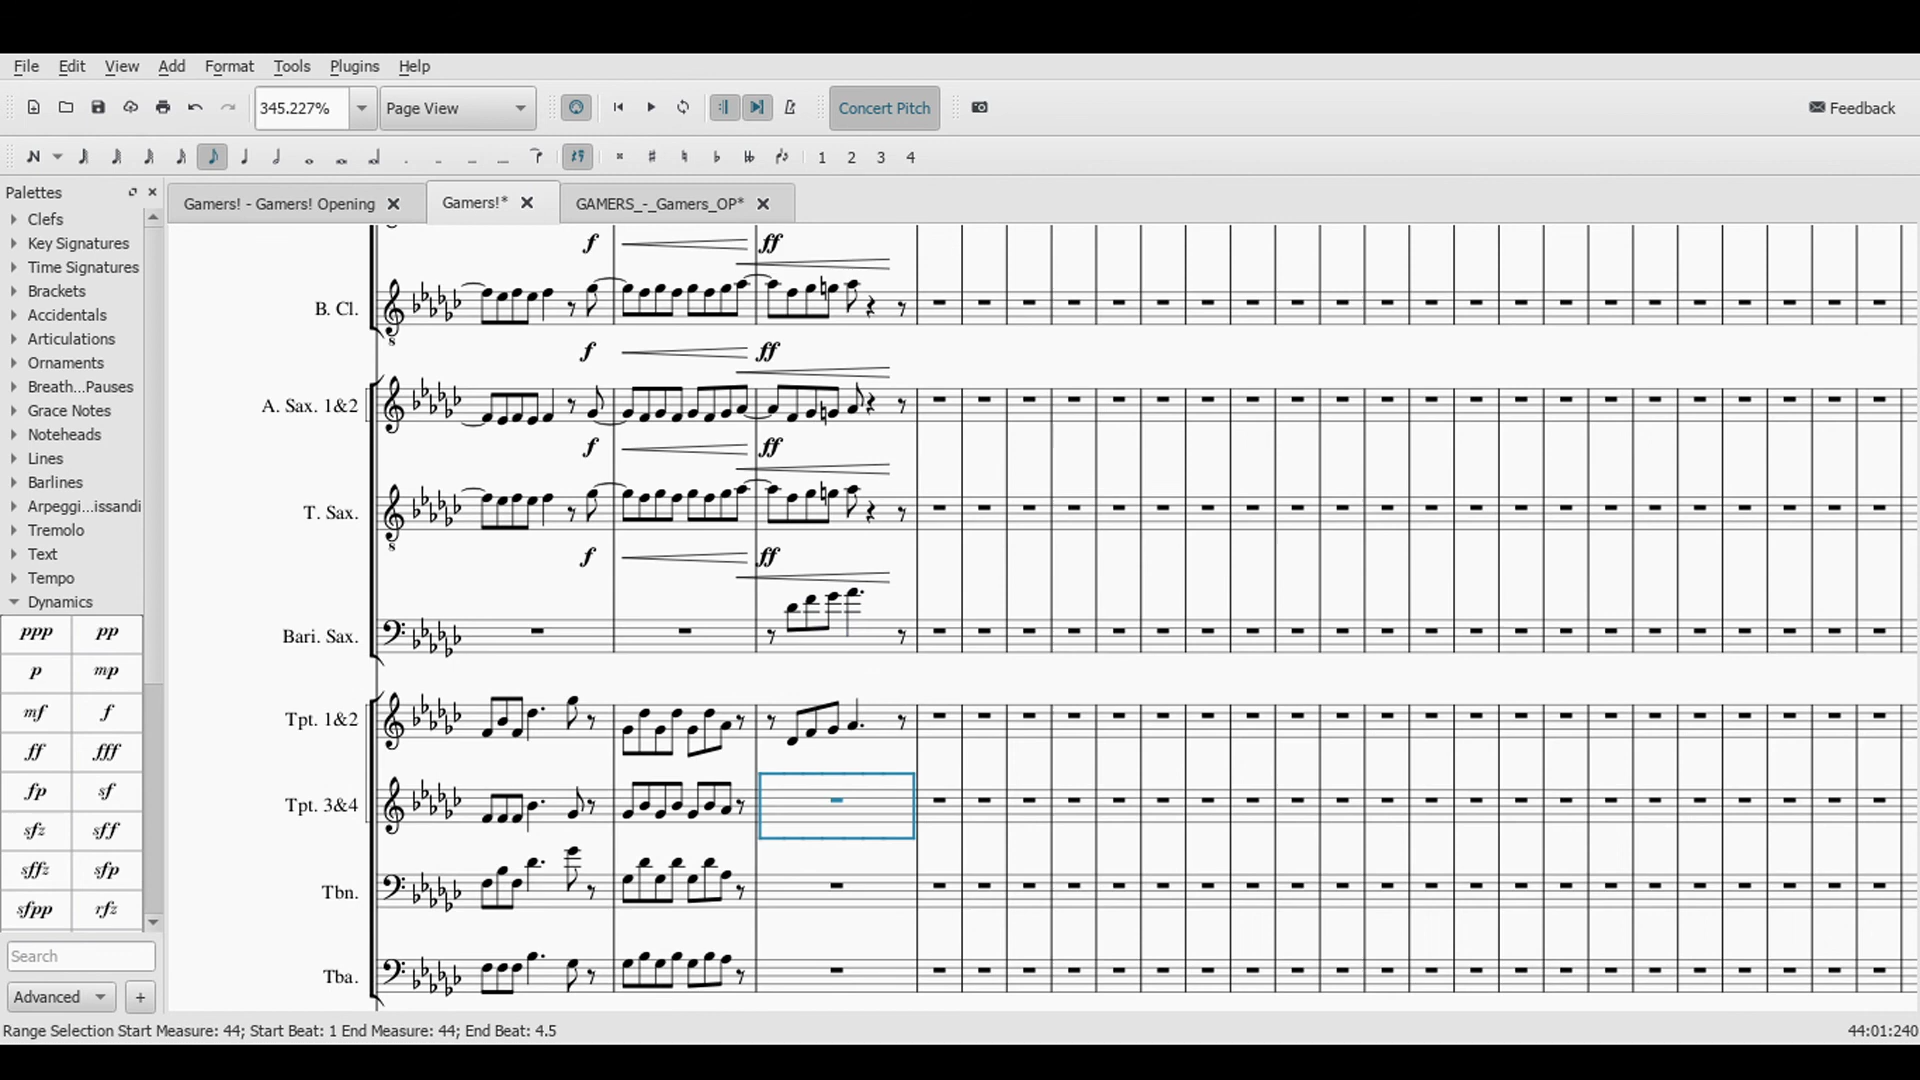 File Edit View Add Format Tools Plugins Help
345.227% Page View Concert Pitch Feedback
1 2 3 4
Palettes
Gamers! - Gamers! Opening Gamers!* GAMERS_-_Gamers_OP*
Clefs
Key Signatures
Time Signatures
Brackets
Accidentals
Articulations
Ornaments
Breath...Pauses
Grace Notes
Noteheads
Lines
Barlines
Arpeggi...issandi
Tremolo
Text
Tempo
Dynamics
ppp pp
p mp
mf f
ff fff
fp sf
sfz sff
sffz sfp
sfpp rfz
Search
Advanced +
f ff
B. Cl.
8
f ff
A. Sax. 1&2
f ff
T. Sax.
8
f ff
Bari. Sax.
Tpt. 1&2
Tpt. 3&4
Tbn.
Tba.
Range Selection Start Measure: 44; Start Beat: 1 End Measure: 44; End Beat: 4.5
44:01:240